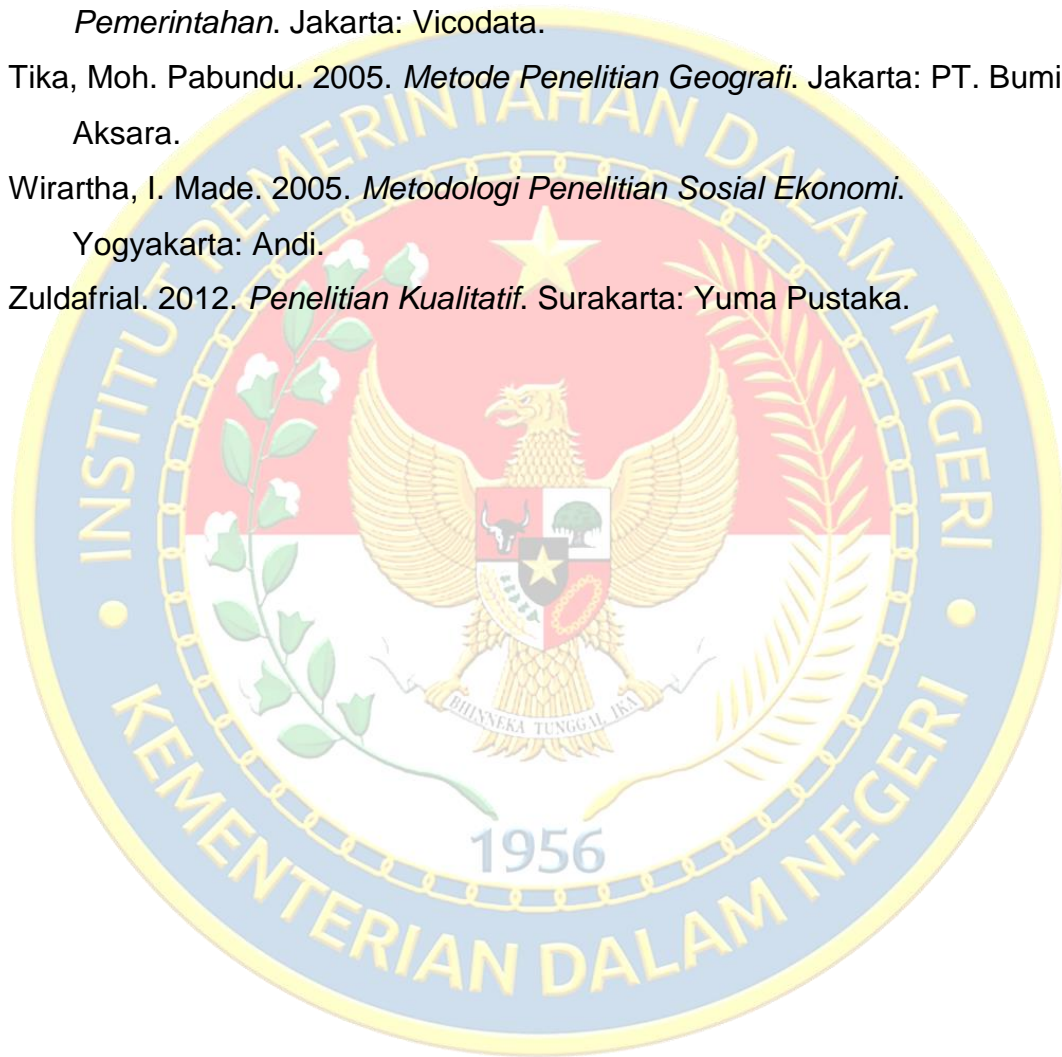 Pemerintahan. Jakarta: Vicodata.
Tika, Moh. Pabundu. 2005. Metode Penelitian Geografi. Jakarta: PT. Bumi
Aksara.
Wirartha, I. Made. 2005. Metodologi Penelitian Sosial Ekonomi.
Yogyakarta: Andi.
Zuldafrial. 2012. Penelitian Kualitatif. Surakarta: Yuma Pustaka.
INSTITUT PEMERINTAHAN DALAM NEGERI
BHINNEKA TUNGGAL IKA
1956
KEMENTERIAN DALAM NEGERI